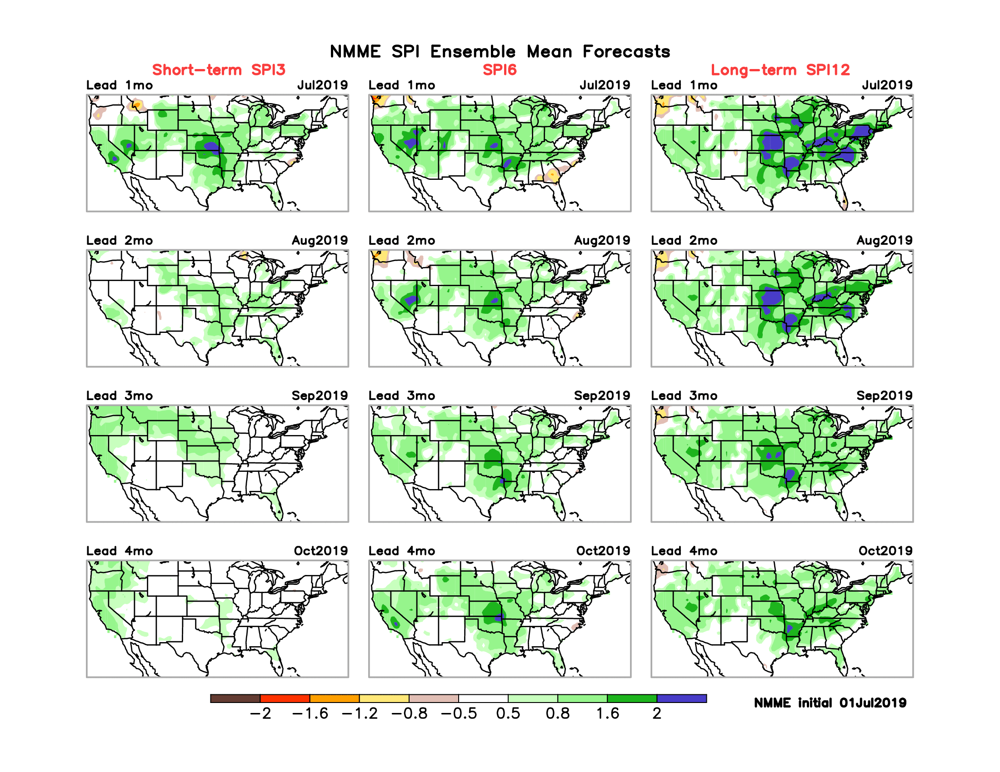 NMME SPI Ensemble Mean Forecasts
Short-term SPI3 SPI6 Long-term SPI12
Lead 1mo Jul2019 Lead 1mo Jul2019 Lead 1mo Jul2019
Lead 2mo Aug2019 Lead 2mo Aug2019 Lead 2mo Aug2019
Lead 3mo Sep2019 Lead 3mo Sep2019 Lead 3mo Sep2019
Lead 4mo Oct2019 Lead 4mo Oct2019 Lead 4mo Oct2019
NMME initial 01Jul2019
-2 -1.6 -1.2 -0.8 -0.5 0.5 0.8 1.6 2